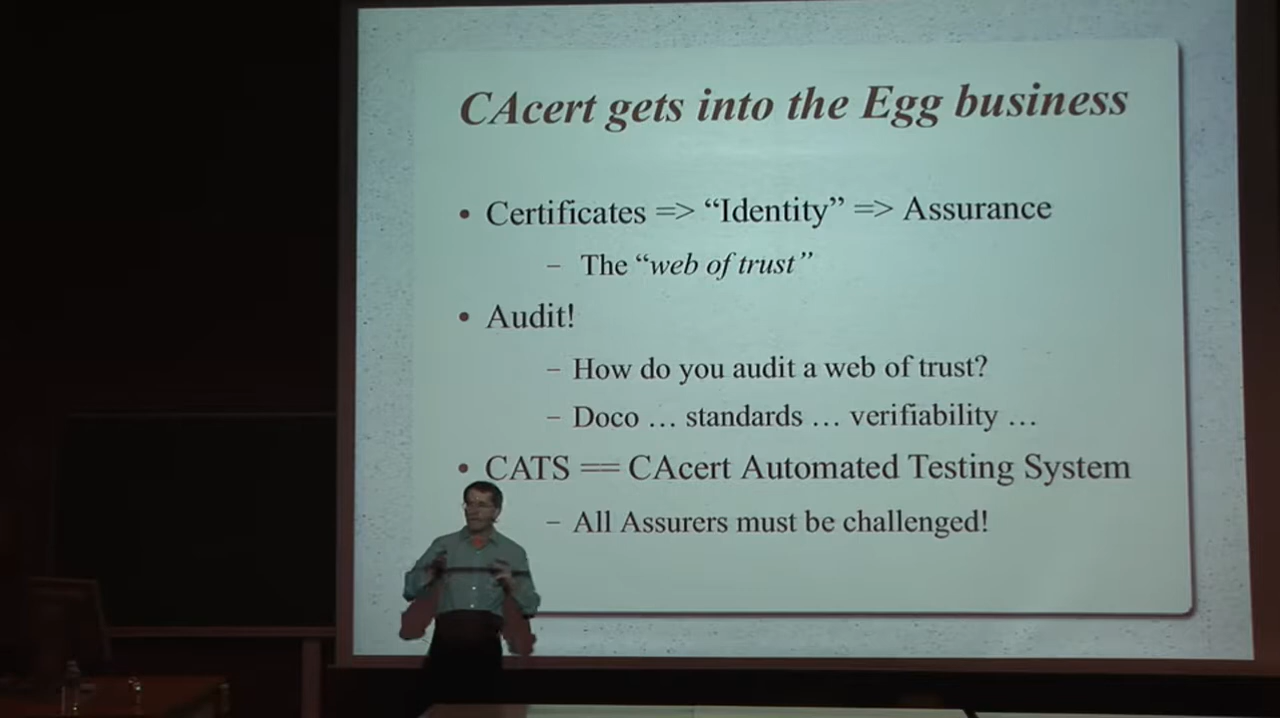 CAcert gets into the Egg business
• Certificates => “Identity” => Assurance
– The “web of trust”
• Audit!
– How do you audit a web of trust?
– Doco … standards … verifiability …
• CATS == CAcert Automated Testing System
– All Assurers must be challenged!